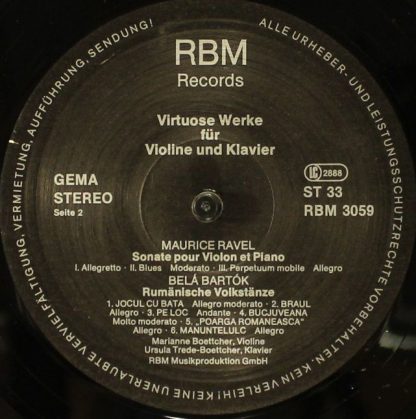 RBM
Records
Virtuose Werke
für
Violine und Klavier
GEMA
STEREO
Seite 2
LC 2888
ST 33
RBM 3059
MAURICE RAVEL
Sonate pour Violon et Piano
I. Allegretto · II. Blues Moderato · III. Perpetuum mobile Allegro
BELÁ BARTÓK
Rumänische Volkstänze
1. JOCUL CU BATA Allegro moderato · 2. BRAUL
Allegro · 3. PE LOC Andante · 4. BUCJUVEANA
Molto moderato · 5. „POARGA ROMANEASCA"
Allegro · 6. MANUNTELULC Allegro
Marianne Boettcher, Violine
Ursula Trede-Boettcher, Klavier
RBM Musikproduktion GmbH
ALLE URHEBER- UND LEISTUNGSSCHUTZRECHTE VORBEHALTEN. KEIN VERLEIH! KEINE UNERLAUBTE VERVIELFÄLTIGUNG, VERMIETUNG, AUFFÜHRUNG, SENDUNG!